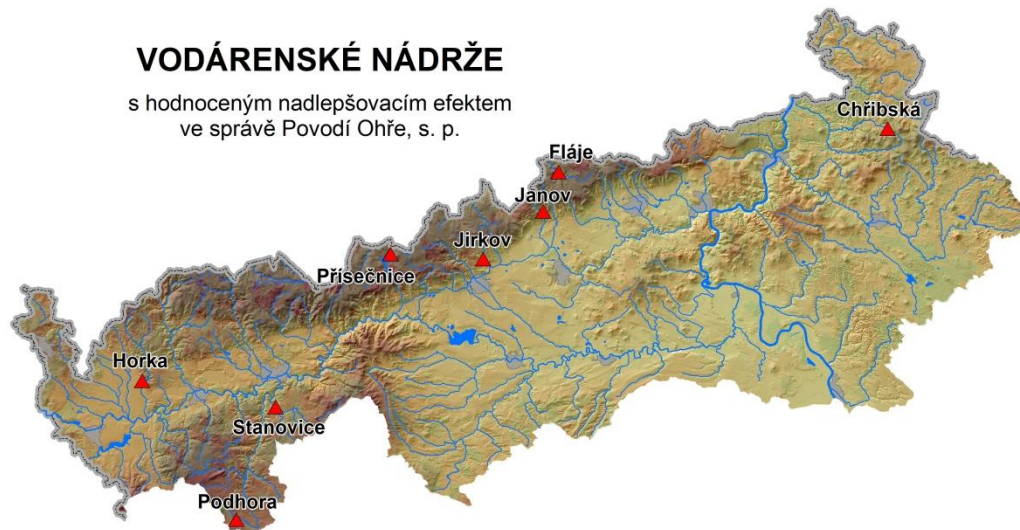 VODÁRENSKÉ NÁDRŽE
s hodnoceným nadlepšovacím efektem
ve správě Povodí Ohře, s. p.
Chřibská
Fláje
Janov
Jirkov
Přísečnice
Horka
Stanovice
Podhora